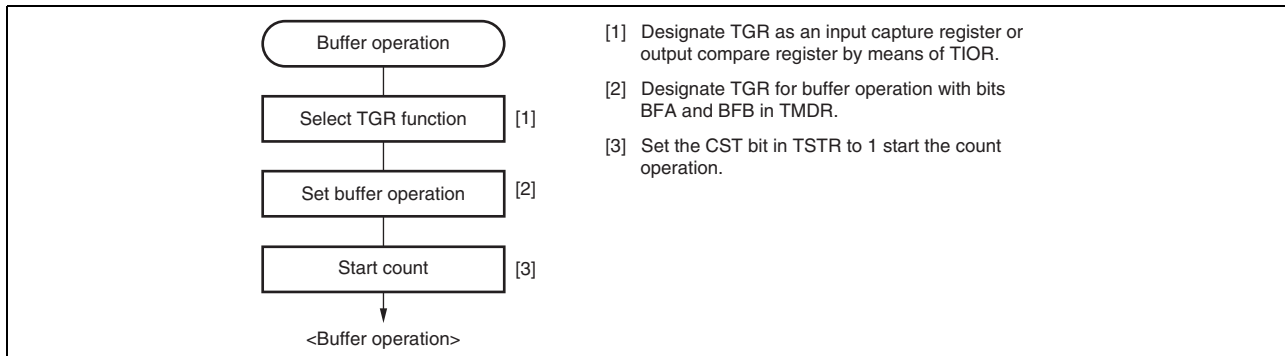 Buffer operation
Select TGR function
[1]
Set buffer operation
[2]
Start count
[3]
<Buffer operation>
[1] Designate TGR as an input capture register or
output compare register by means of TIOR.
[2] Designate TGR for buffer operation with bits
BFA and BFB in TMDR.
[3] Set the CST bit in TSTR to 1 start the count
operation.